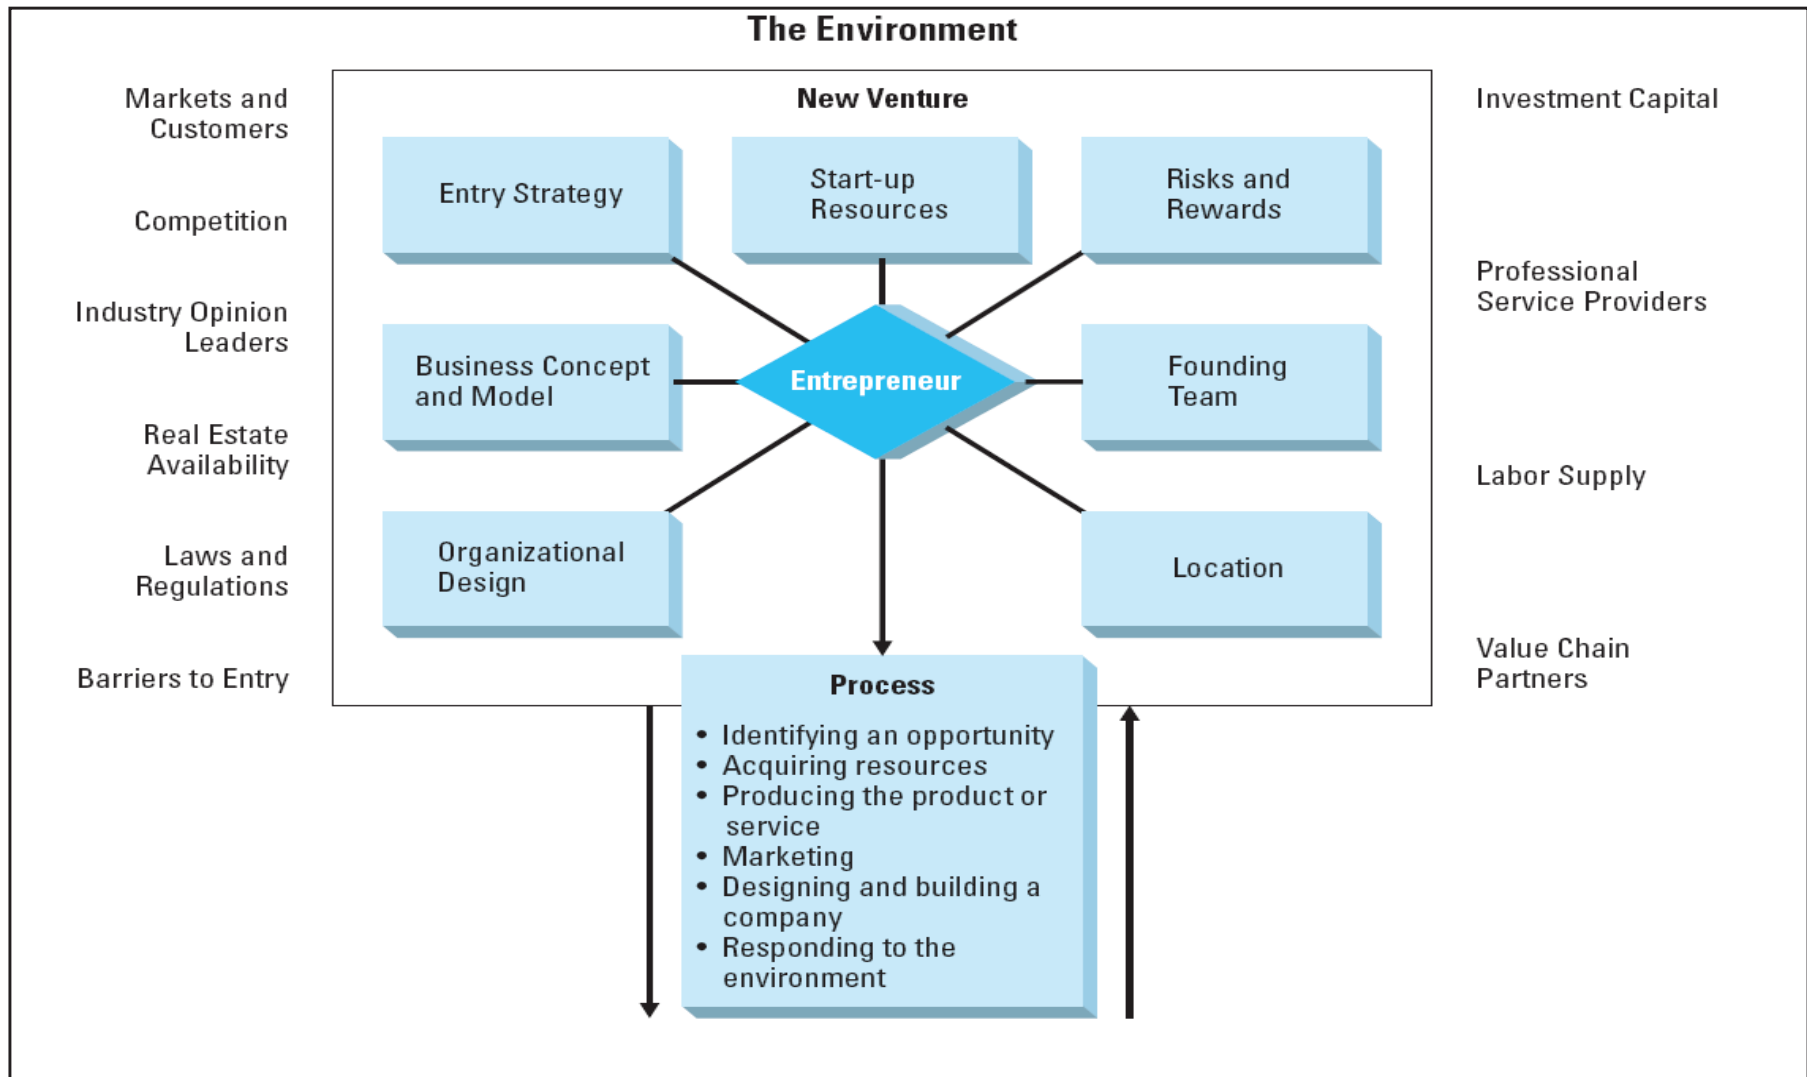 The Environment
Markets and
Customers
Competition
Industry Opinion
Leaders
Real Estate
Availability
Laws and
Regulations
Barriers to Entry
New Venture
Entry Strategy
Start-up
Resources
Risks and
Rewards
Business Concept
and Model
Entrepreneur
Founding
Team
Organizational
Design
Location
Process
• Identifying an opportunity
• Acquiring resources
• Producing the product or
service
• Marketing
• Designing and building a
company
• Responding to the
environment
Investment Capital
Professional
Service Providers
Labor Supply
Value Chain
Partners